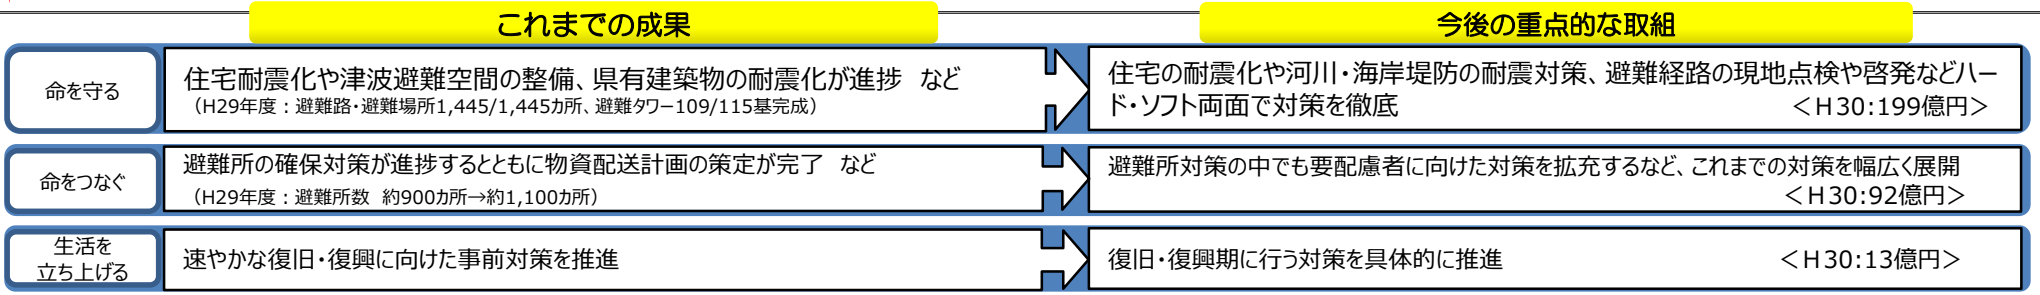 これまでの成果
今後の重点的な取組
命を守る
住宅耐震化や津波避難空間の整備、県有建築物の耐震化が進捗 など
（H29年度：避難路・避難場所1,445/1,445カ所、避難タワー109/115基完成）
住宅の耐震化や河川・海岸堤防の耐震対策、避難経路の現地点検や啓発などハー
ド・ソフト両面で対策を徹底 ＜H30:199億円＞
命をつなぐ
避難所の確保対策が進捗するとともに物資配送計画の策定が完了 など
（H29年度：避難所数 約900カ所→約1,100カ所）
避難所対策の中でも要配慮者に向けた対策を拡充するなど、これまでの対策を幅広く展開
＜H30:92億円＞
生活を
立ち上げる
速やかな復旧・復興に向けた事前対策を推進
復旧・復興期に行う対策を具体的に推進 ＜H30:13億円＞